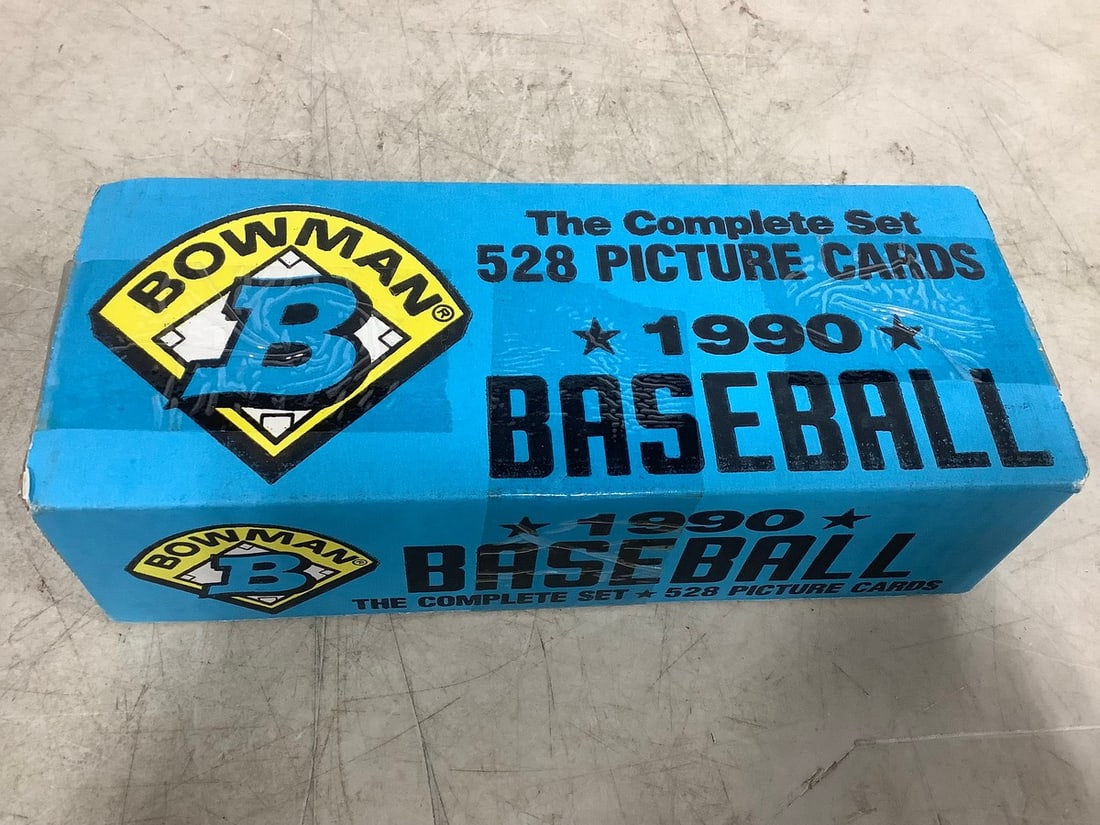 BOWMAN®
B
The Complete Set
528 PICTURE CARDS
★ 1990 ★
BASEBALL
BOWMAN®
B
★ 1990 ★
BASEBALL
THE COMPLETE SET ★ 528 PICTURE CARDS